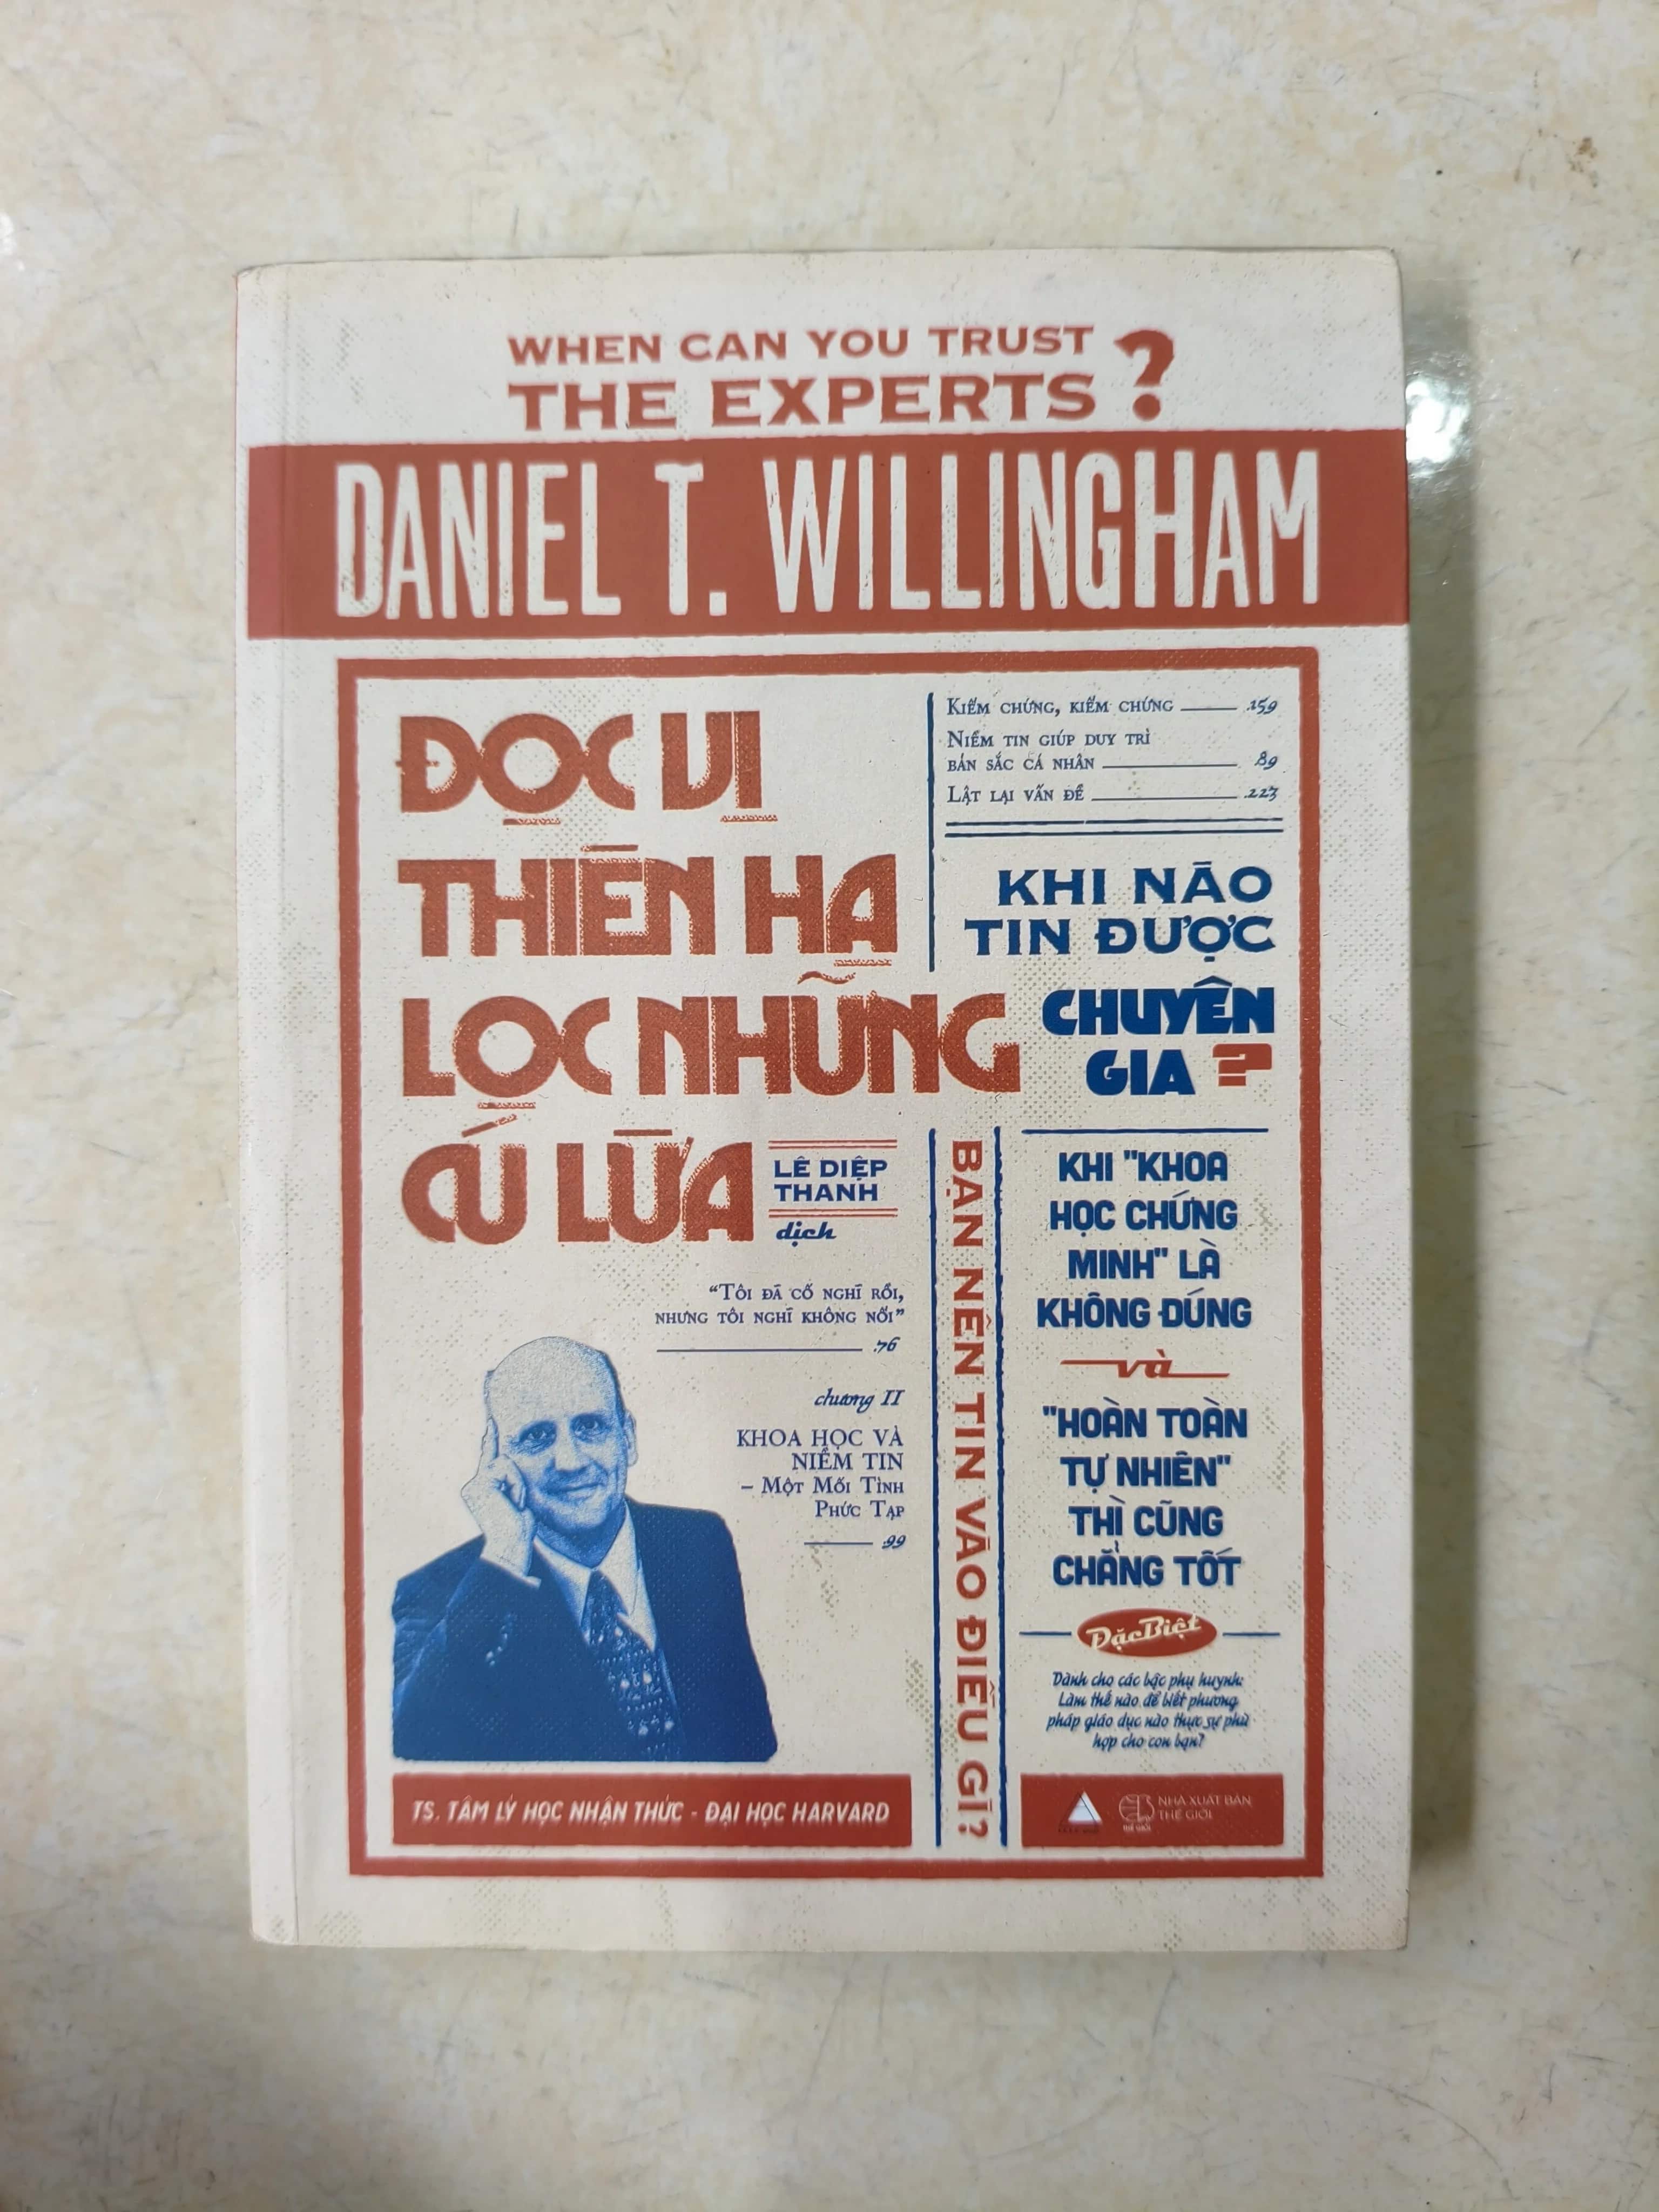 WHEN CAN YOU TRUST
THE EXPERTS?
DANIEL T. WILLINGHAM
ĐỌC VỊ
THIÊN HẠ
LỌC NHỮNG
CÚ LỪA
LÊ DIỆP
THANH
dịch
KIỂM CHỨNG, KIỂM CHỨNG 159
NIỀM TIN GIÚP DUY TRÌ
BẢN SẮC CÁ NHÂN 89
LẬT LẠI VẤN ĐỀ 223
KHI NÀO
TIN ĐƯỢC
CHUYÊN
GIA?
"TÔI ĐÃ CỐ NGHĨ RỒI,
NHƯNG TÔI NGHĨ KHÔNG NỔI"
76
chương II
KHOA HỌC VÀ
NIỀM TIN
– MỘT MỐI TÌNH
PHỨC TẠP
99
BẠN NÊN TIN VÀO ĐIỀU GÌ?
KHI "KHOA
HỌC CHỨNG
MINH" LÀ
KHÔNG ĐÚNG
và
"HOÀN TOÀN
TỰ NHIÊN"
THÌ CŨNG
CHẲNG TỐT
Đặc Biệt
Dành cho các bậc phụ huynh:
Làm thế nào để biết phương
pháp giáo dục nào thực sự phù
hợp cho con bạn?
TS. TÂM LÝ HỌC NHẬN THỨC - ĐẠI HỌC HARVARD
NHÀ XUẤT BẢN
THẾ GIỚI
THẾ GIỚI